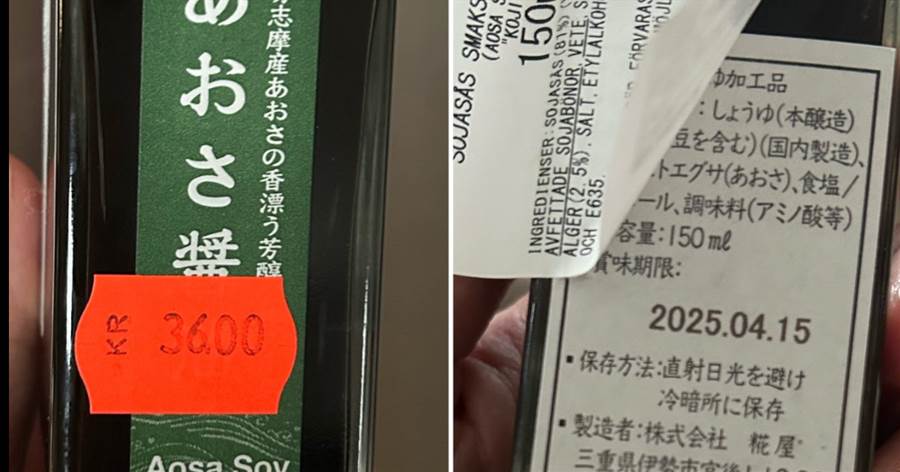 あおさ醤
志摩産あおさの香漂う芳醇
KR 36.00
Aosa Soy
SOJASÅS SMAKS
(AOSA S
"KOJI
150
INGREDIENSER: SOJASÅS (81%)
AVFETTADE SOJABÖNOR, VETE, S
ALGER (2.5%), SALT, ETYLALKOH
OCH E635.
FÖRVARAS
加工品
:しょうゆ(本醸造)
豆を含む)(国内製造)、
トエグサ(あおさ)、食塩/
ール、調味料(アミノ酸等)
容量:150ml
賞味期限:
2025.04.15
▪保存方法:直射日光を避け
冷暗所に保存
▪製造者:株式会社 糀屋
三重県伊勢市宮後